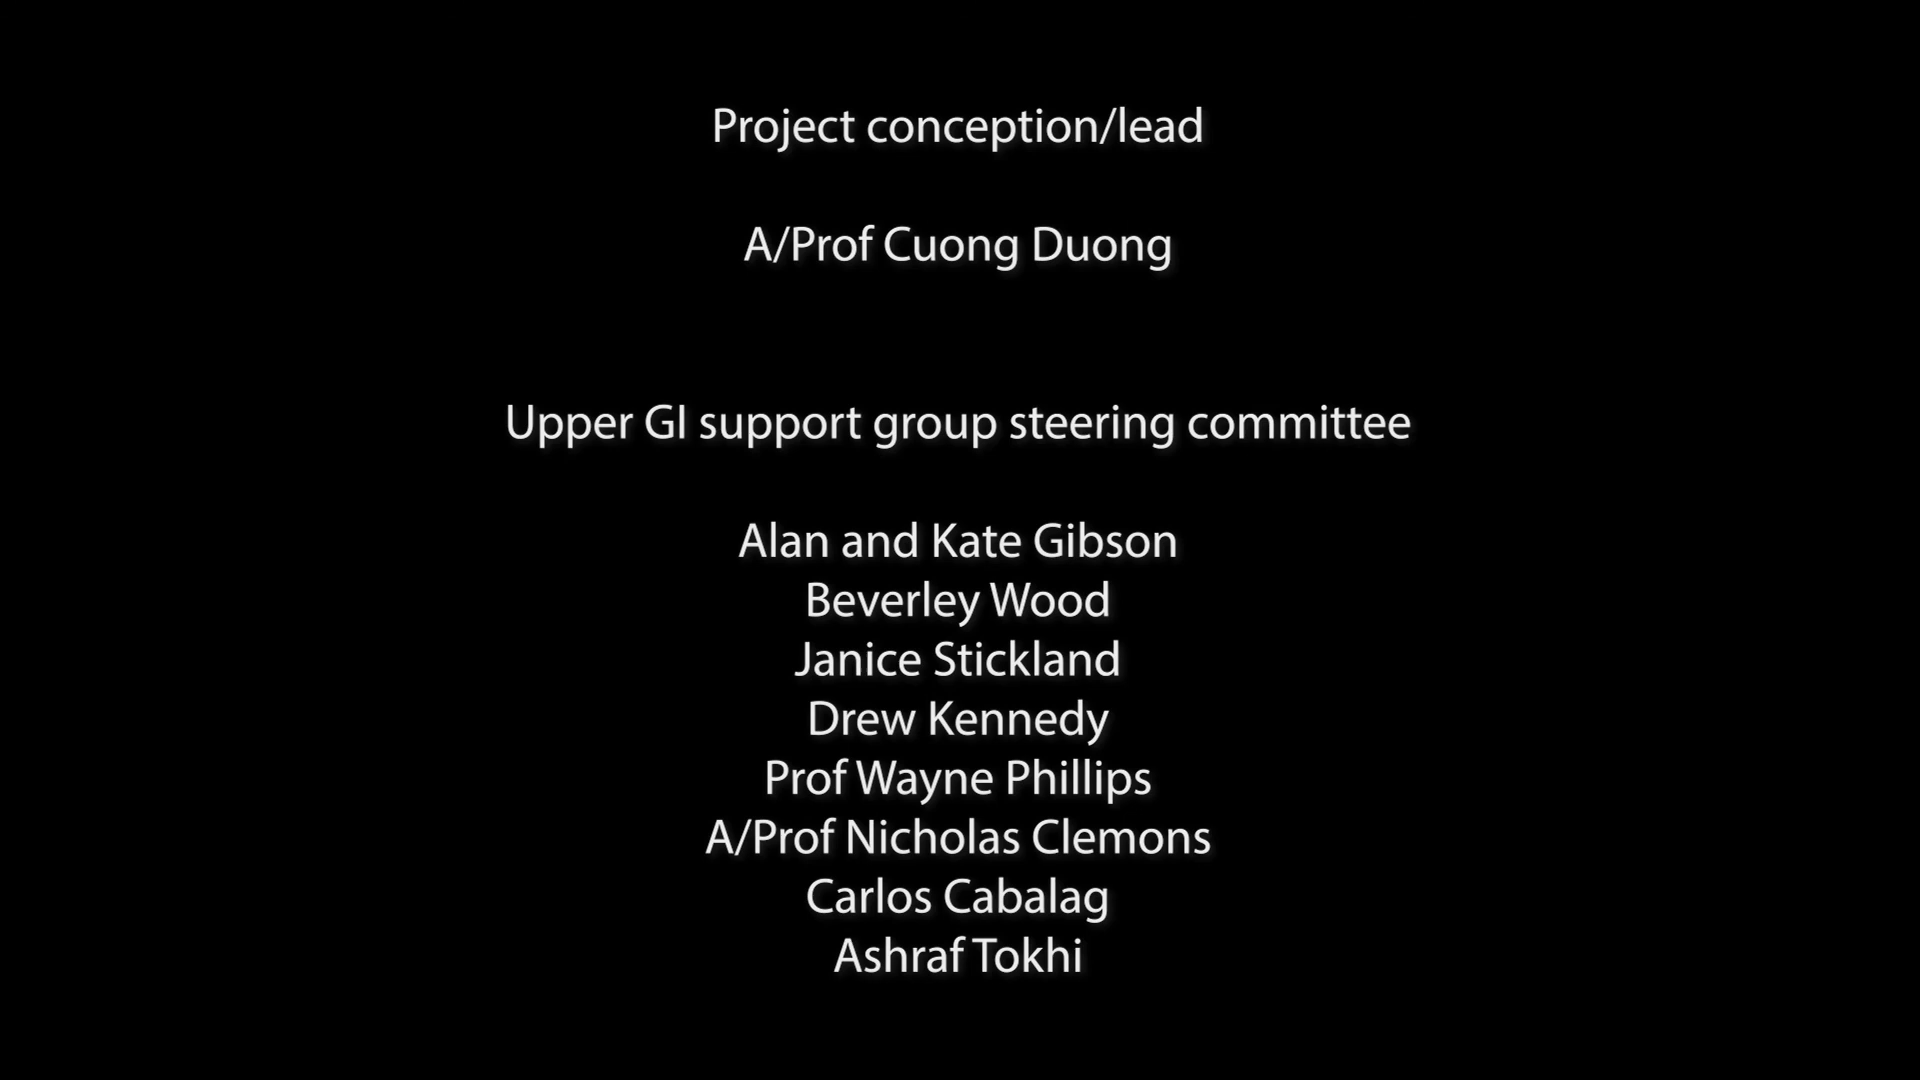 Project conception/lead
A/Prof Cuong Duong
Upper GI support group steering committee
Alan and Kate Gibson
Beverley Wood
Janice Stickland
Drew Kennedy
Prof Wayne Phillips
A/Prof Nicholas Clemons
Carlos Cabalag
Ashraf Tokhi